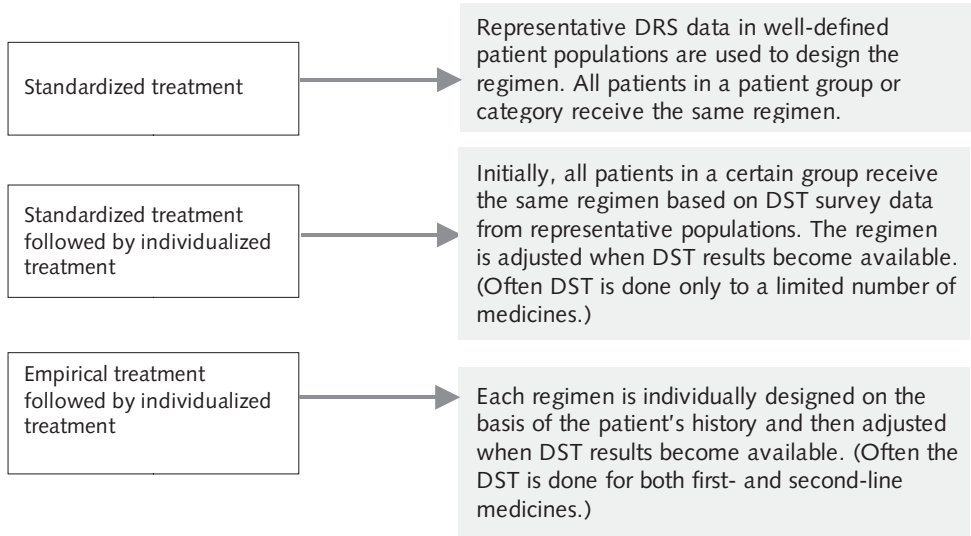 Standardized treatment
Representative DRS data in well-defined
patient populations are used to design the
regimen. All patients in a patient group or
category receive the same regimen.
Standardized treatment
followed by individualized
treatment
Initially, all patients in a certain group receive
the same regimen based on DST survey data
from representative populations. The regimen
is adjusted when DST results become available.
(Often DST is done only to a limited number of
medicines.)
Empirical treatment
followed by individualized
treatment
Each regimen is individually designed on the
basis of the patient’s history and then adjusted
when DST results become available. (Often the
DST is done for both first- and second-line
medicines.)